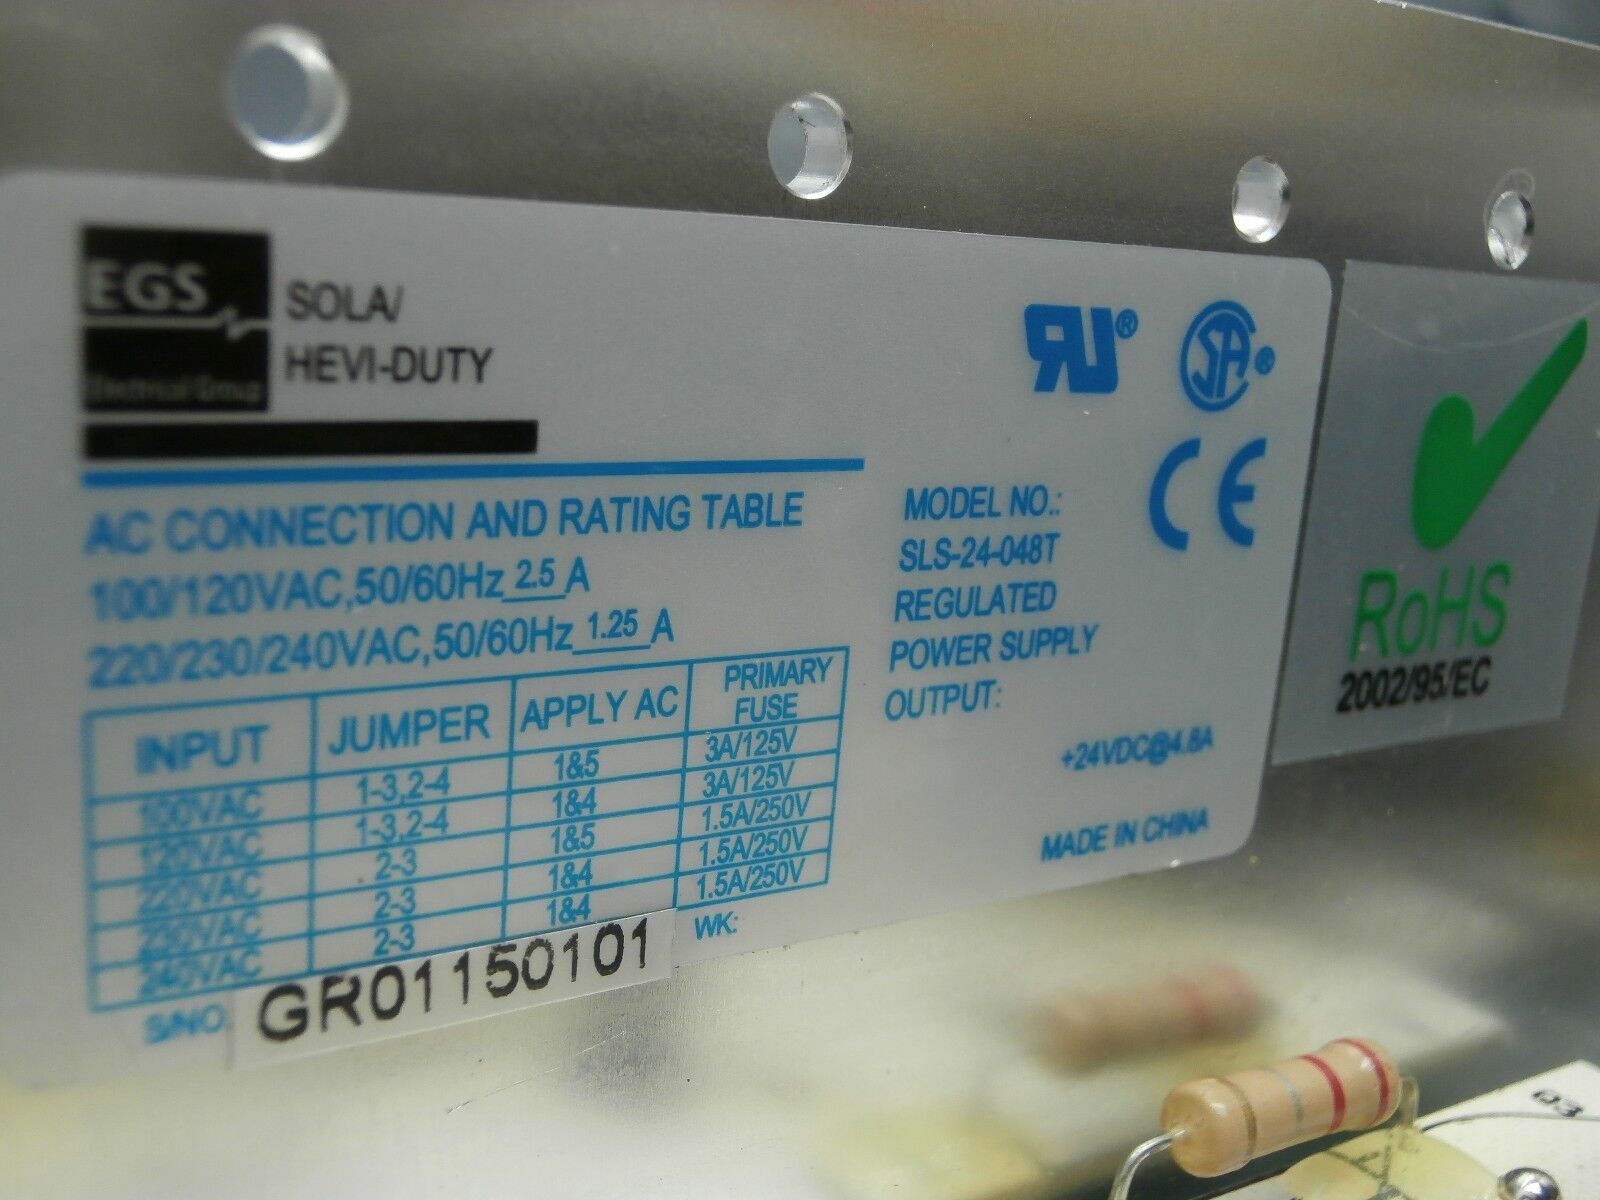 EGS
Electrical Group
SOLA/
HEVI-DUTY
AC CONNECTION AND RATING TABLE
100/120VAC,50/60Hz 2.5 A
220/230/240VAC,50/60Hz 1.25 A
INPUT JUMPER APPLY AC PRIMARY FUSE
100VAC 1-3,2-4 1&5 3A/125V
120VAC 1-3,2-4 1&4 3A/125V
220VAC 2-3 1&5 1.5A/250V
230VAC 2-3 1&4 1.5A/250V
240VAC 2-3 1&4 1.5A/250V
S/NO. GR01150101 WK:
UR®
SA®
CE
MODEL NO.:
SLS-24-048T
REGULATED
POWER SUPPLY
OUTPUT:
+24VDC@4.8A
MADE IN CHINA
RoHS
2002/95/EC